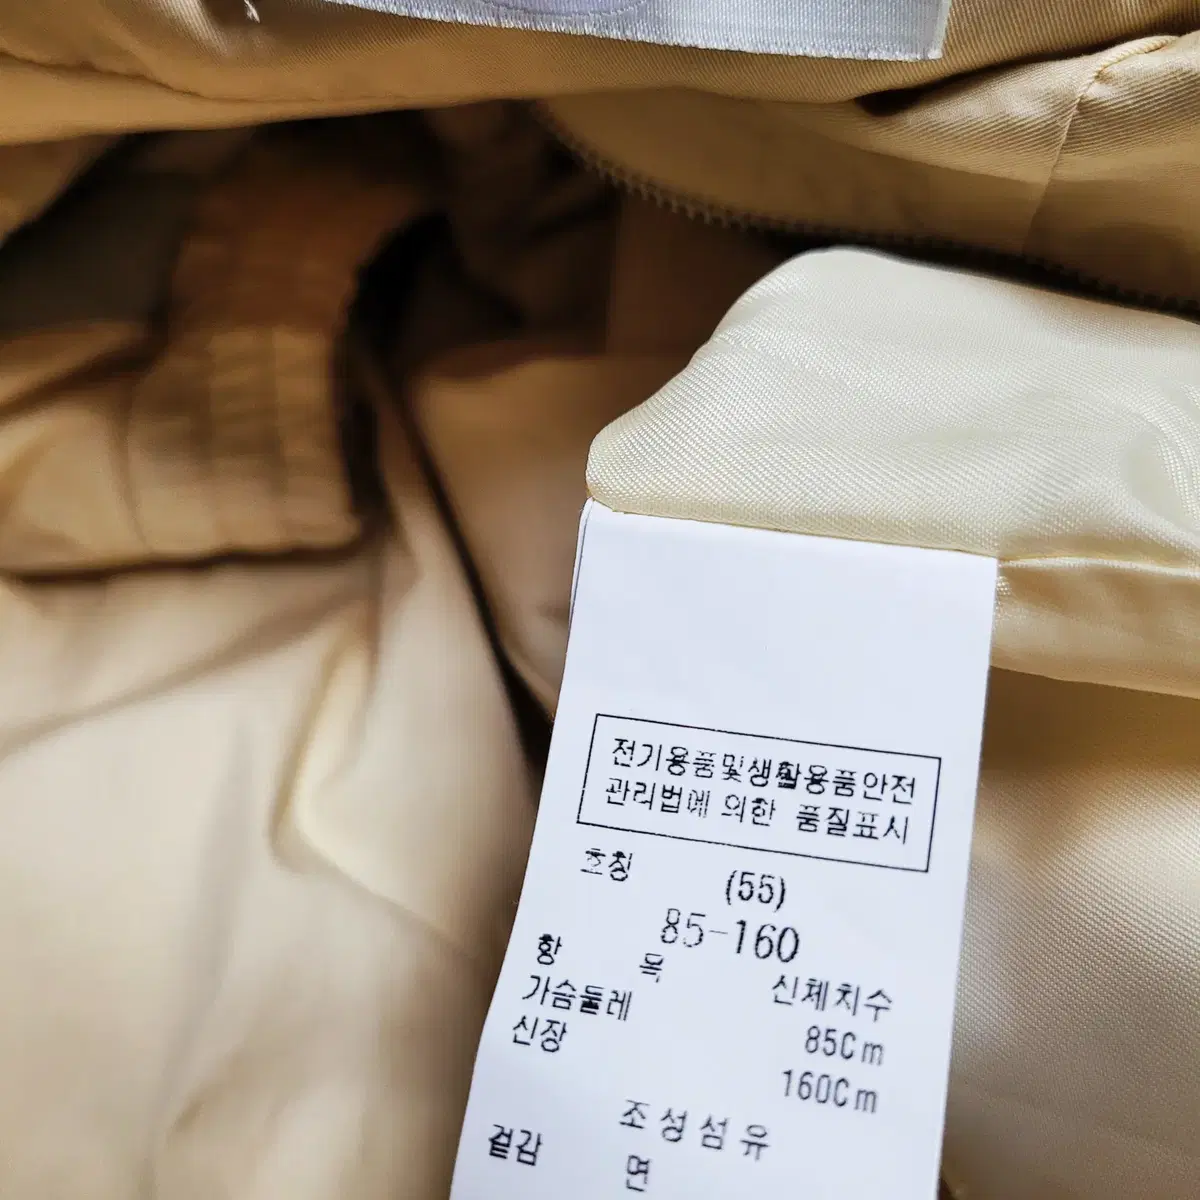 전기용품및생활용품안전
관리법에 의한 품질표시
호칭
(55)
85-160
항 목 신체치수
가슴둘레 85Cm
신장 160Cm
조성섬유
겉감 면